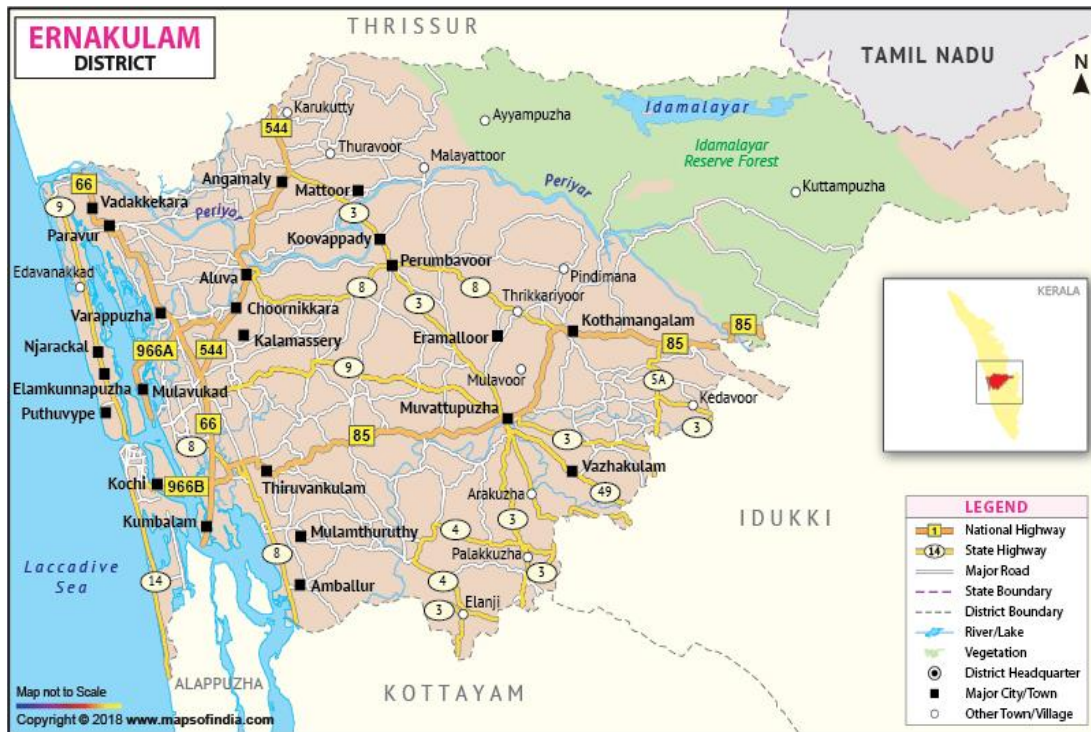 ERNAKULAM
DISTRICT
THRISSUR
TAMIL NADU
N
Karukutty
544
Ayyampuzha
Idamalayar
Thuravoor
Malayattoor
Idamalayar
Reserve Forest
Angamaly
Mattoor
Periyar
Kuttampuzha
66
9
Vadakkekara
Periyar
3
Paravur
Koovappady
Perumbavoor
Edavanakkad
Aluva
8
8
Pindimana
KERALA
Varappuzha
Choornikkara
3
Thrikkariyoor
Kothamangalam
85
Kalamassery
Eramalloor
85
Njarackal
966A
544
9
Mulavoor
5A
Elamkunnapuzha
Mulavukad
Kedavoor
Puthuvype
Muvattupuzha
66
85
3
3
8
Kochi
966B
Thiruvankulam
Vazhakulam
49
Arakuzha
Kumbalam
Mulamthuruthy
4
3
IDUKKI
8
Palakkuzha
Laccadive
Sea
14
Amballur
4
3
3
Elanji
ALAPPUZHA
KOTTAYAM
LEGEND
1 National Highway
14 State Highway
Major Road
State Boundary
District Boundary
River/Lake
Vegetation
District Headquarter
Major City/Town
Other Town/Village
Map not to Scale
Copyright © 2018 www.mapsofindia.com